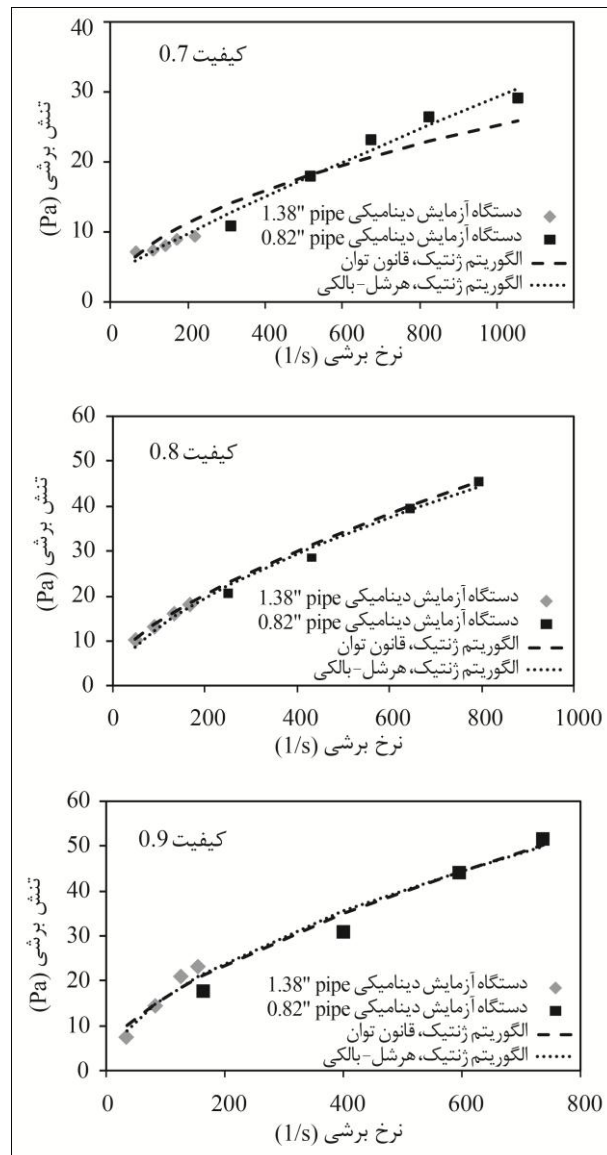 40
30
20
10
0
تنش برشی (Pa)
کیفیت 0.7
دستگاه آزمایش دینامیکی 1.38" pipe
دستگاه آزمایش دینامیکی 0.82" pipe
الگوریتم ژنتیک، قانون توان
الگوریتم ژنتیک، هرشل-بالکی
0 200 400 600 800 1000
نرخ برشی (1/s)
60
50
40
30
20
10
0
تنش برشی (Pa)
کیفیت 0.8
دستگاه آزمایش دینامیکی 1.38" pipe
دستگاه آزمایش دینامیکی 0.82" pipe
الگوریتم ژنتیک، قانون توان
الگوریتم ژنتیک، هرشل-بالکی
0 200 400 600 800 1000
نرخ برشی (1/s)
60
50
40
30
20
10
0
تنش برشی (Pa)
کیفیت 0.9
دستگاه آزمایش دینامیکی 1.38" pipe
دستگاه آزمایش دینامیکی 0.82" pipe
الگوریتم ژنتیک، قانون توان
الگوریتم ژنتیک، هرشل-بالکی
0 200 400 600 800
نرخ برشی (1/s)